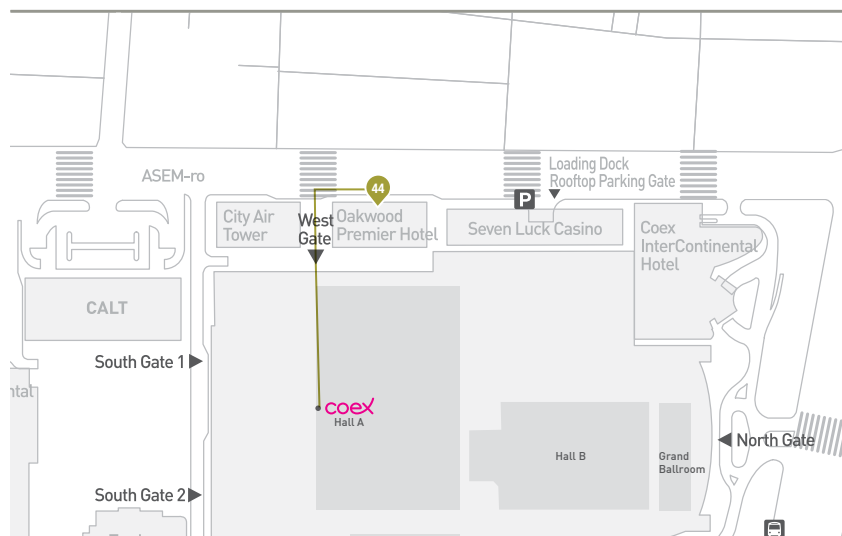 Loading Dock
Rooftop Parking Gate
ASEM-ro
44
P
City Air
Tower
West
Gate
Oakwood
Premier Hotel
Seven Luck Casino
Coex
InterContinental
Hotel
CALT
South Gate 1
ntal
coex
Hall A
North Gate
Hall B
Grand
Ballroom
South Gate 2